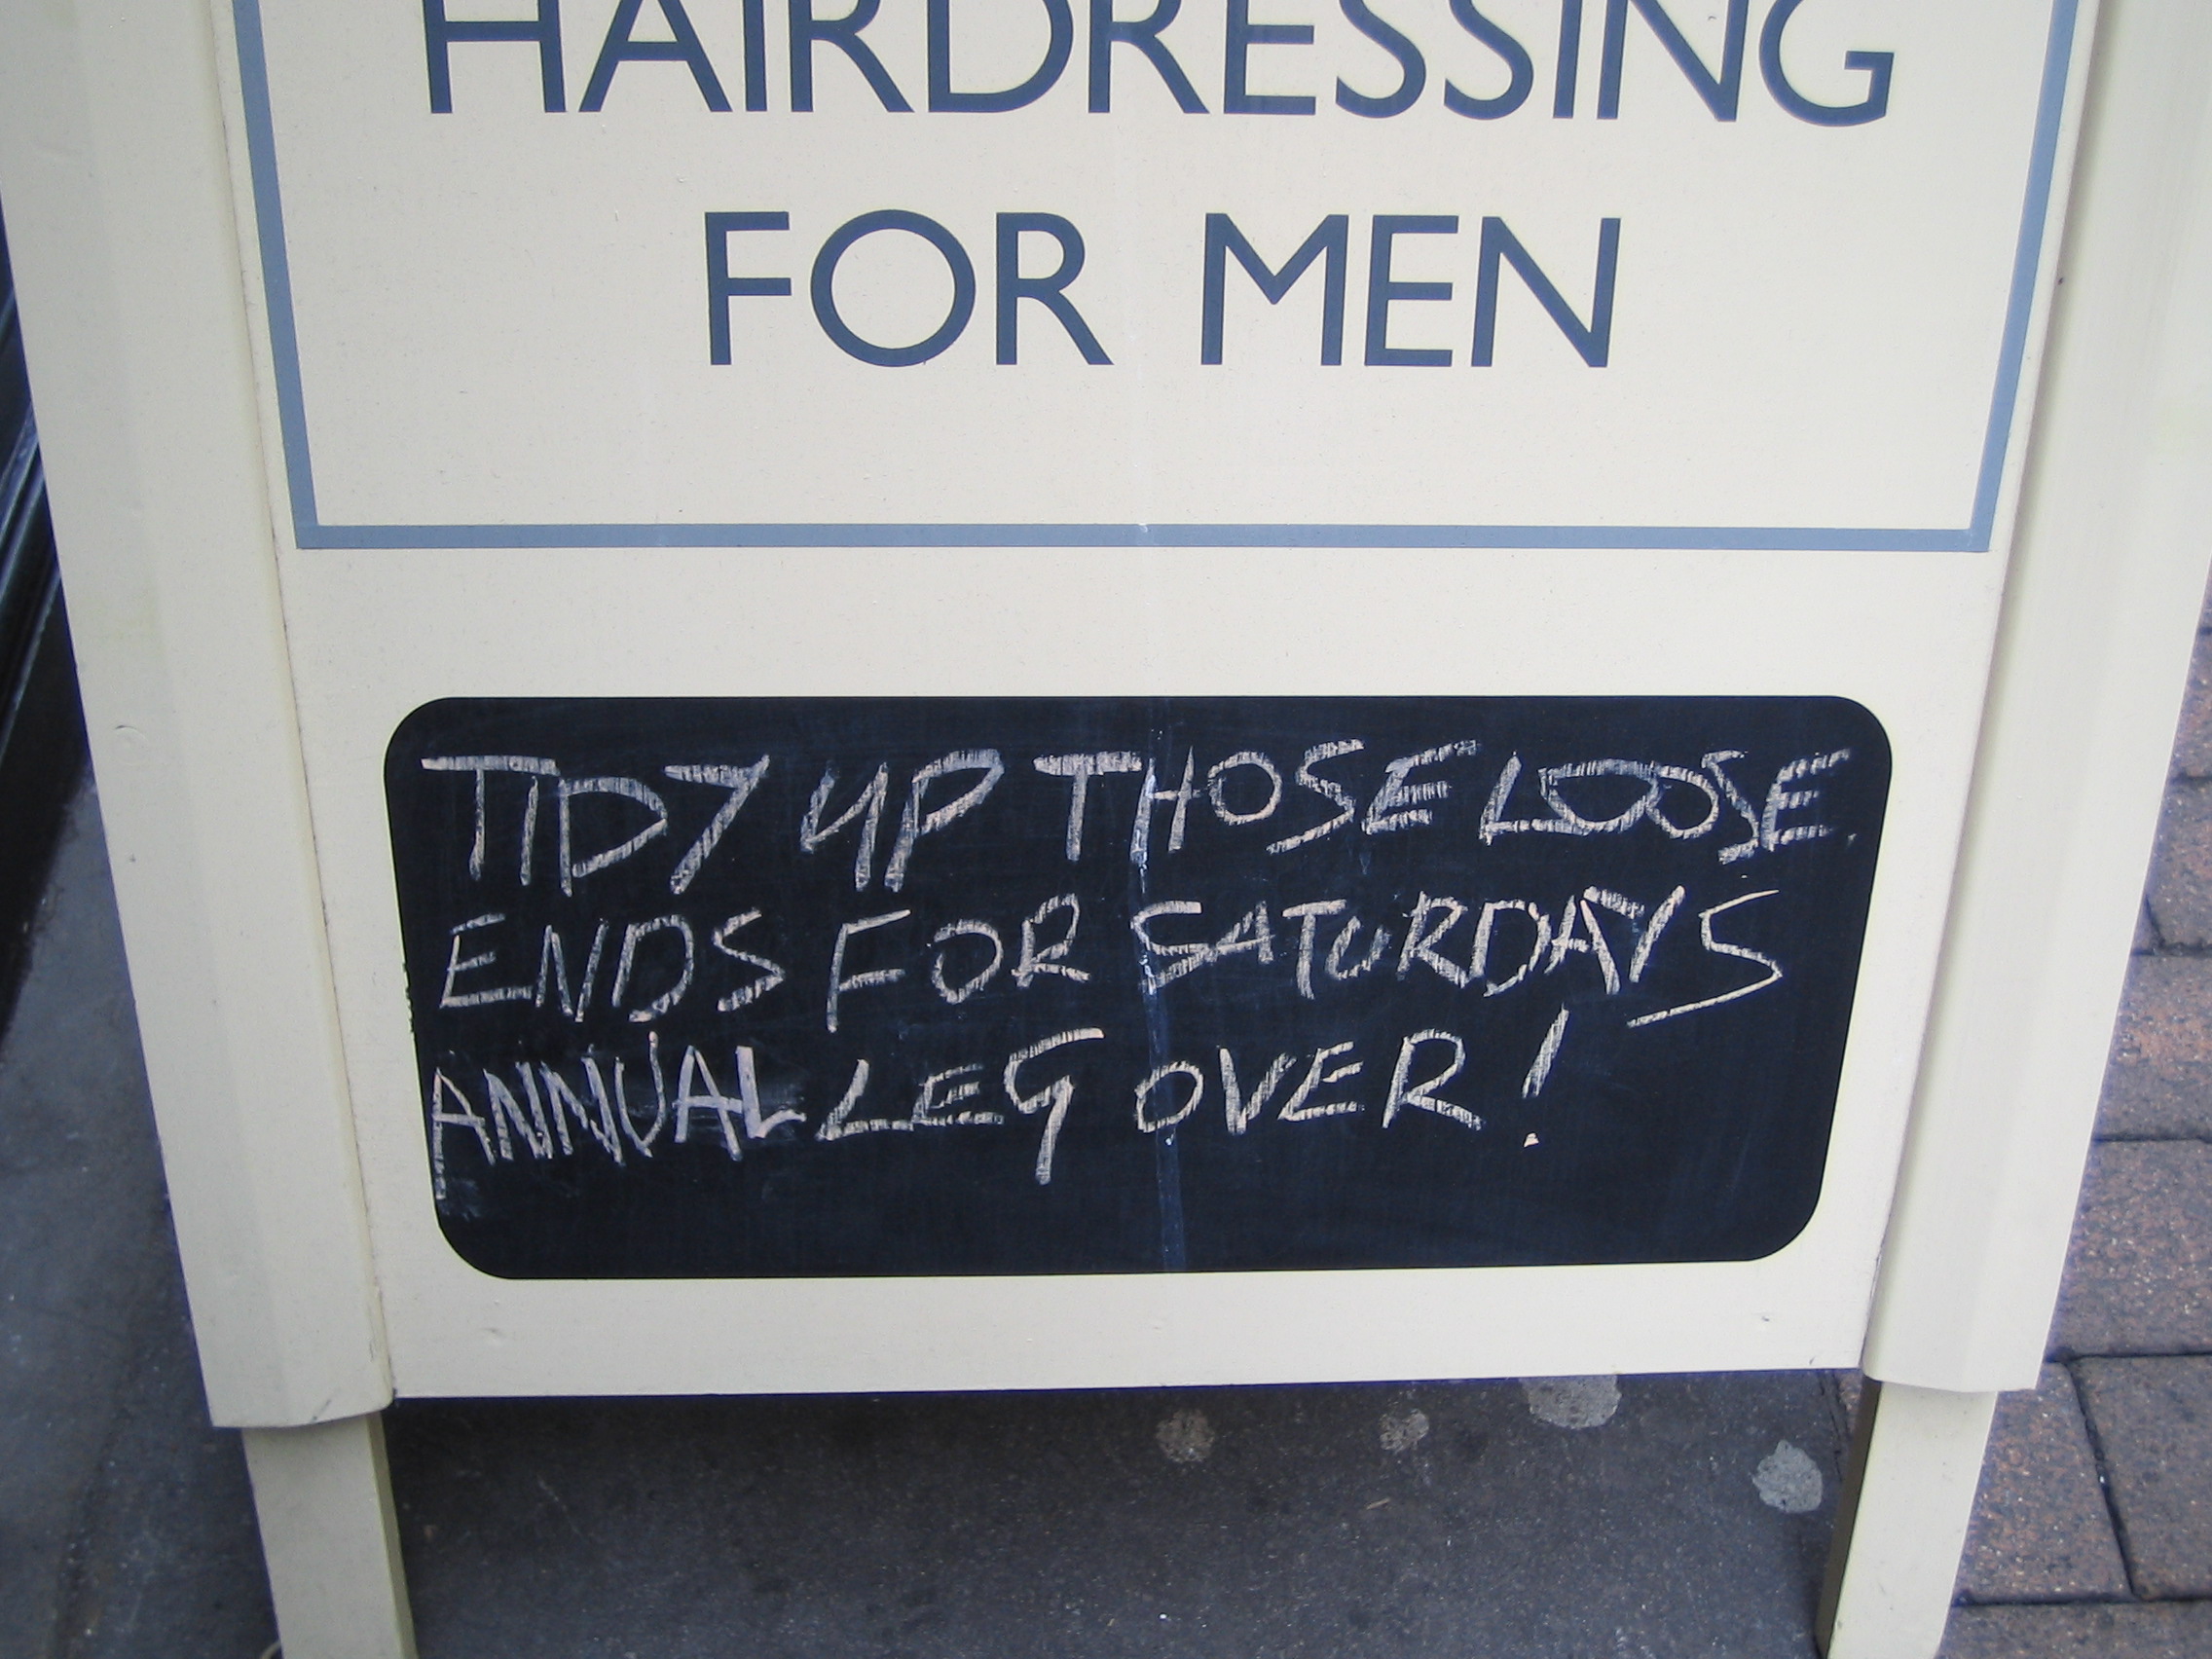 HAIRDRESSING
FOR MEN
TIDY UP THOSE LOOSE
ENDS FOR SATURDAYS
ANNUAL LEG OVER!